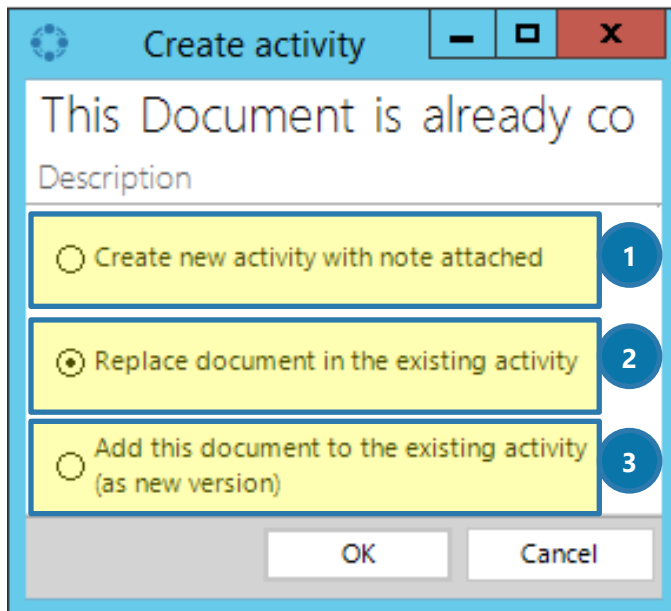 Create activity
This Document is already co
Description
Create new activity with note attached
1
Replace document in the existing activity
2
Add this document to the existing activity
(as new version)
3
OK
Cancel